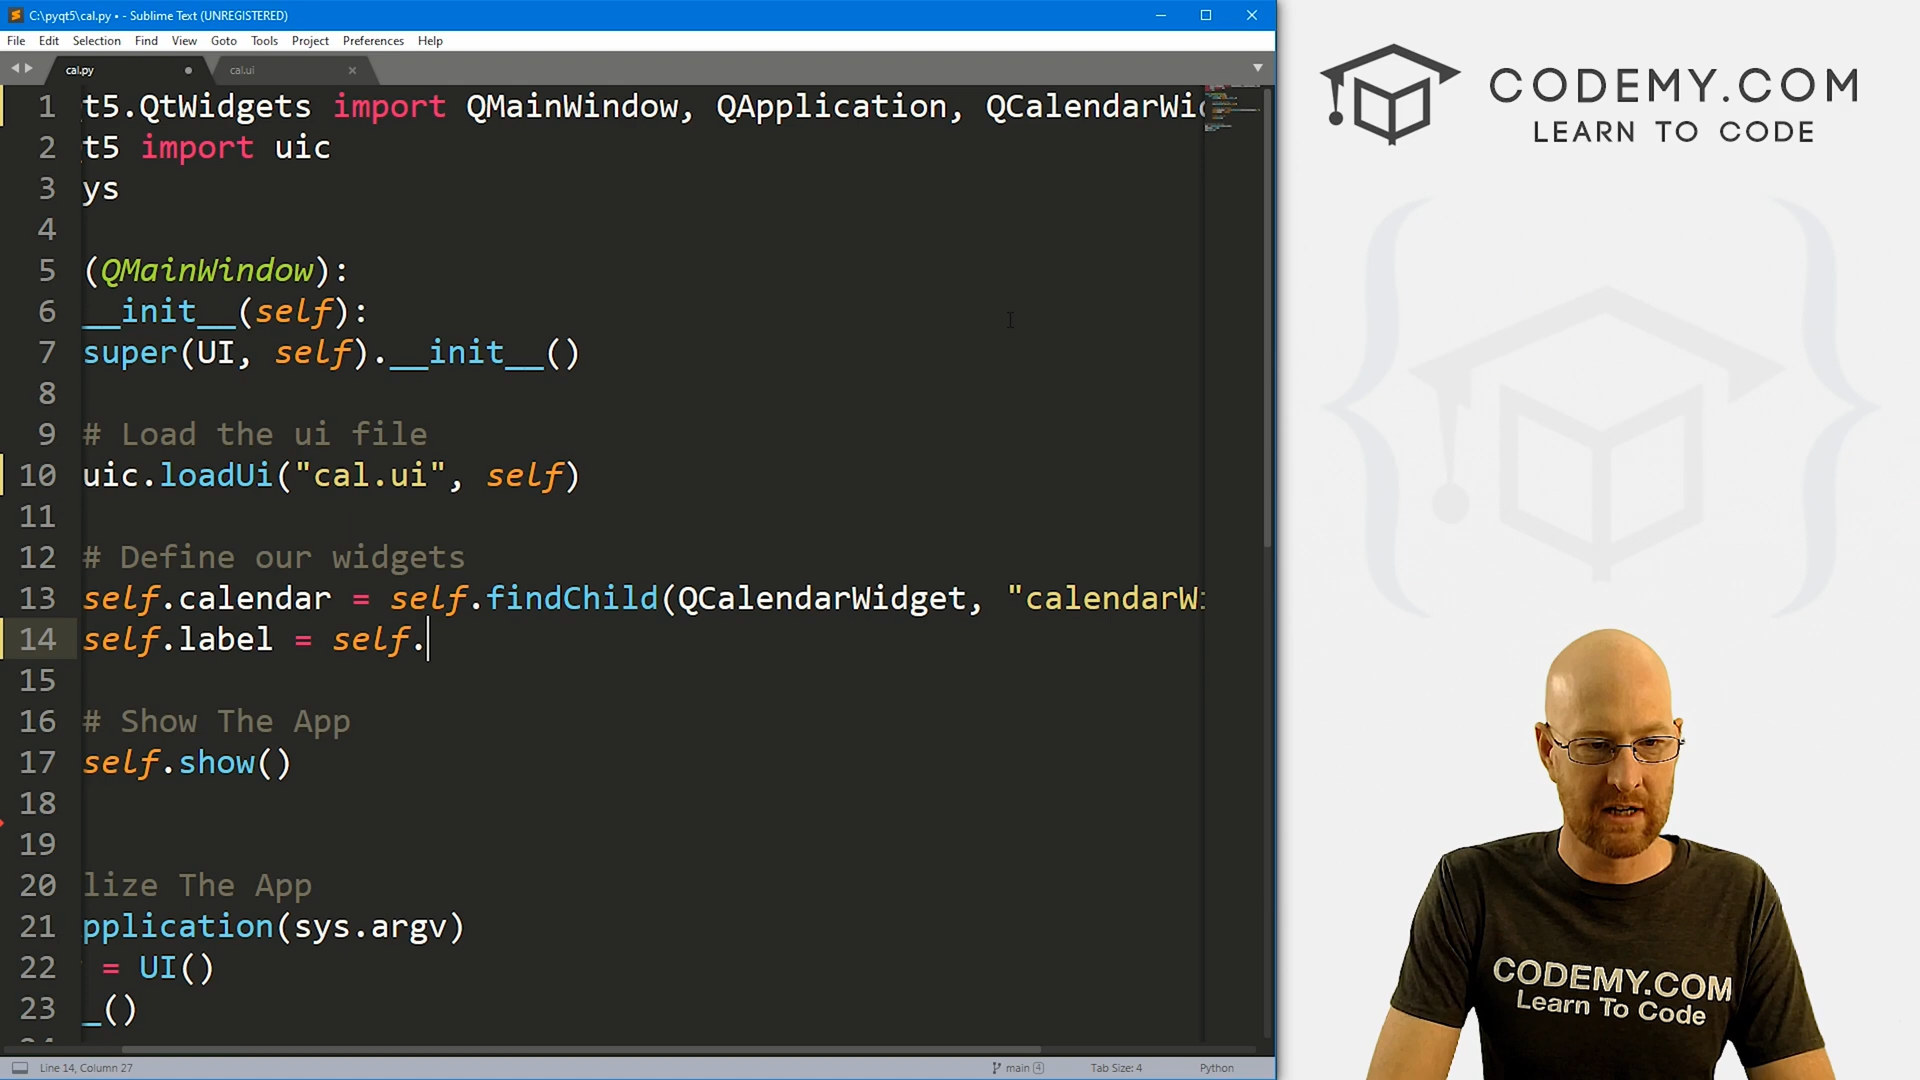 C:\pyqt5\cal.py • - Sublime Text (UNREGISTERED)
File Edit Selection Find View Goto Tools Project Preferences Help
cal.py
cal.ui
1 t5.QtWidgets import QMainWindow, QApplication, QCalendarWi
2 t5 import uic
3 ys
4
5 (QMainWindow):
6 __init__(self):
7 super(UI, self).__init__()
8
9 # Load the ui file
10 uic.loadUi("cal.ui", self)
11
12 # Define our widgets
13 self.calendar = self.findChild(QCalendarWidget, "calendarW
14 self.label = self.
15
16 # Show The App
17 self.show()
18
19
20 lize The App
21 pplication(sys.argv)
22 = UI()
23 _()
Line 14, Column 27
main 4
Tab Size: 4
Python
CODEMY.COM
LEARN TO CODE
CODEMY.COM
Learn To Code